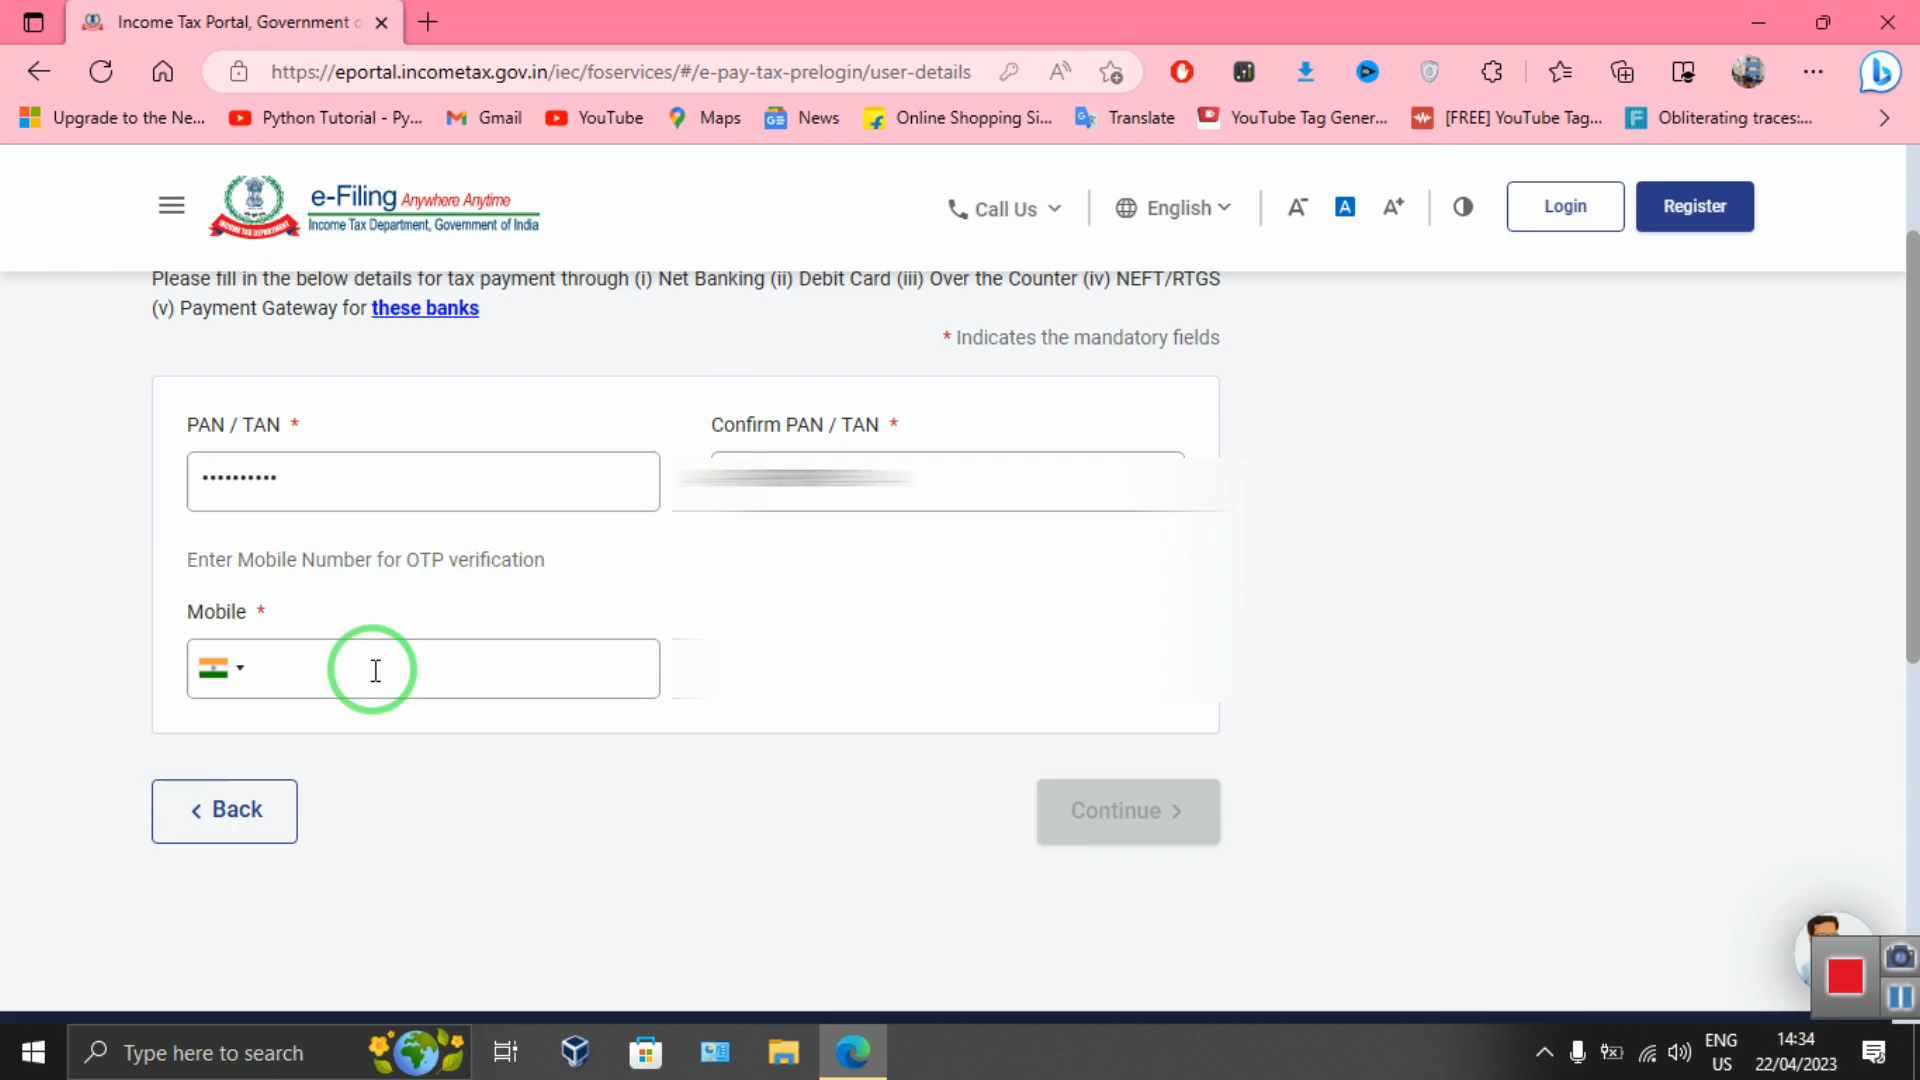 Income Tax Portal, Government o
https://eportal.incometax.gov.in/iec/foservices/#/e-pay-tax-prelogin/user-details
Upgrade to the Ne...
Python Tutorial - Py...
Gmail
YouTube
Maps
News
Online Shopping Si...
Translate
YouTube Tag Gener...
[FREE] YouTube Tag...
Obliterating traces:...
e-Filing Anywhere Anytime
Income Tax Department, Government of India
Call Us
English
A-
A
A+
Login
Register
Please fill in the below details for tax payment through (i) Net Banking (ii) Debit Card (iii) Over the Counter (iv) NEFT/RTGS
(v) Payment Gateway for these banks
* Indicates the mandatory fields
PAN / TAN *
Confirm PAN / TAN *
••••••••••
Enter Mobile Number for OTP verification
Mobile *
< Back
Continue >
Type here to search
ENG
US
14:34
22/04/2023